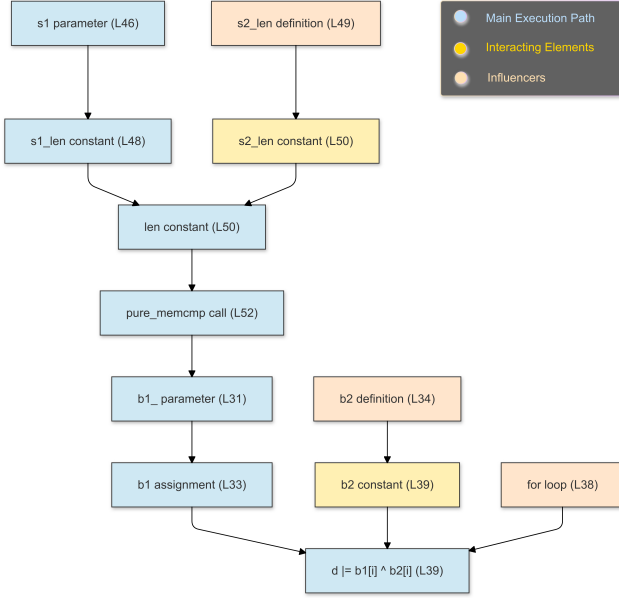 s1 parameter (L46)
s2_len definition (L49)
Main Execution Path
Interacting Elements
Influencers
s1_len constant (L48)
s2_len constant (L50)
len constant (L50)
pure_memcmp call (L52)
b1_ parameter (L31)
b2 definition (L34)
b1 assignment (L33)
b2 constant (L39)
for loop (L38)
d |= b1[i] ^ b2[i] (L39)